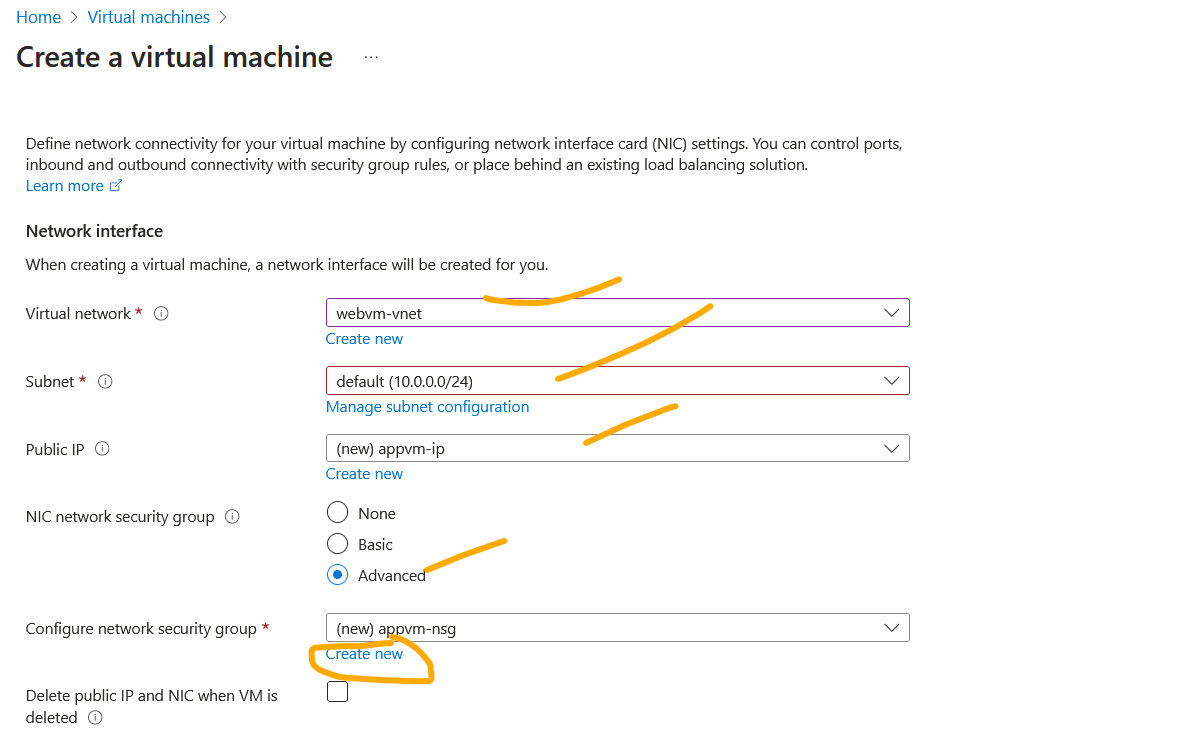 Home > Virtual machines >
Create a virtual machine ...
Define network connectivity for your virtual machine by configuring network interface card (NIC) settings. You can control ports,
inbound and outbound connectivity with security group rules, or place behind an existing load balancing solution.
Learn more
Network interface
When creating a virtual machine, a network interface will be created for you.
Virtual network * webvm-vnet
Create new
Subnet * default (10.0.0.0/24)
Manage subnet configuration
Public IP (new) appvm-ip
Create new
NIC network security group None
Basic
Advanced
Configure network security group * (new) appvm-nsg
Create new
Delete public IP and NIC when VM is
deleted